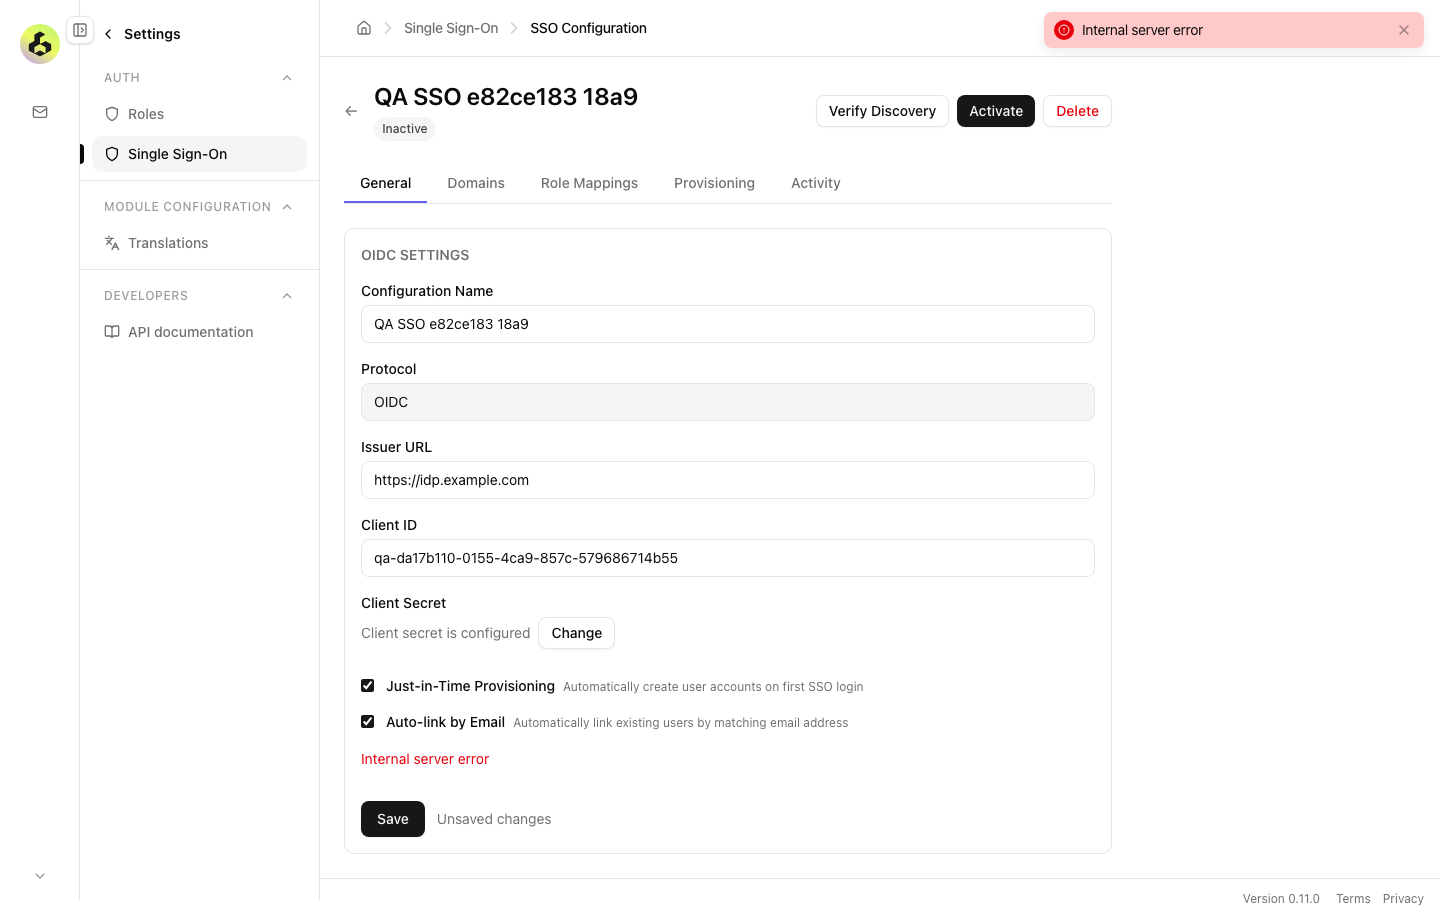 Settings
AUTH
Roles
Single Sign-On
MODULE CONFIGURATION
Translations
DEVELOPERS
API documentation
Single Sign-On
SSO Configuration
Internal server error
QA SSO e82ce183 18a9
Inactive
Verify Discovery
Activate
Delete
General
Domains
Role Mappings
Provisioning
Activity
OIDC SETTINGS
Configuration Name
QA SSO e82ce183 18a9
Protocol
OIDC
Issuer URL
https://idp.example.com
Client ID
qa-da17b110-0155-4ca9-857c-579686714b55
Client Secret
Client secret is configured
Change
Just-in-Time Provisioning Automatically create user accounts on first SSO login
Auto-link by Email Automatically link existing users by matching email address
Internal server error
Save
Unsaved changes
Version 0.11.0
Terms
Privacy